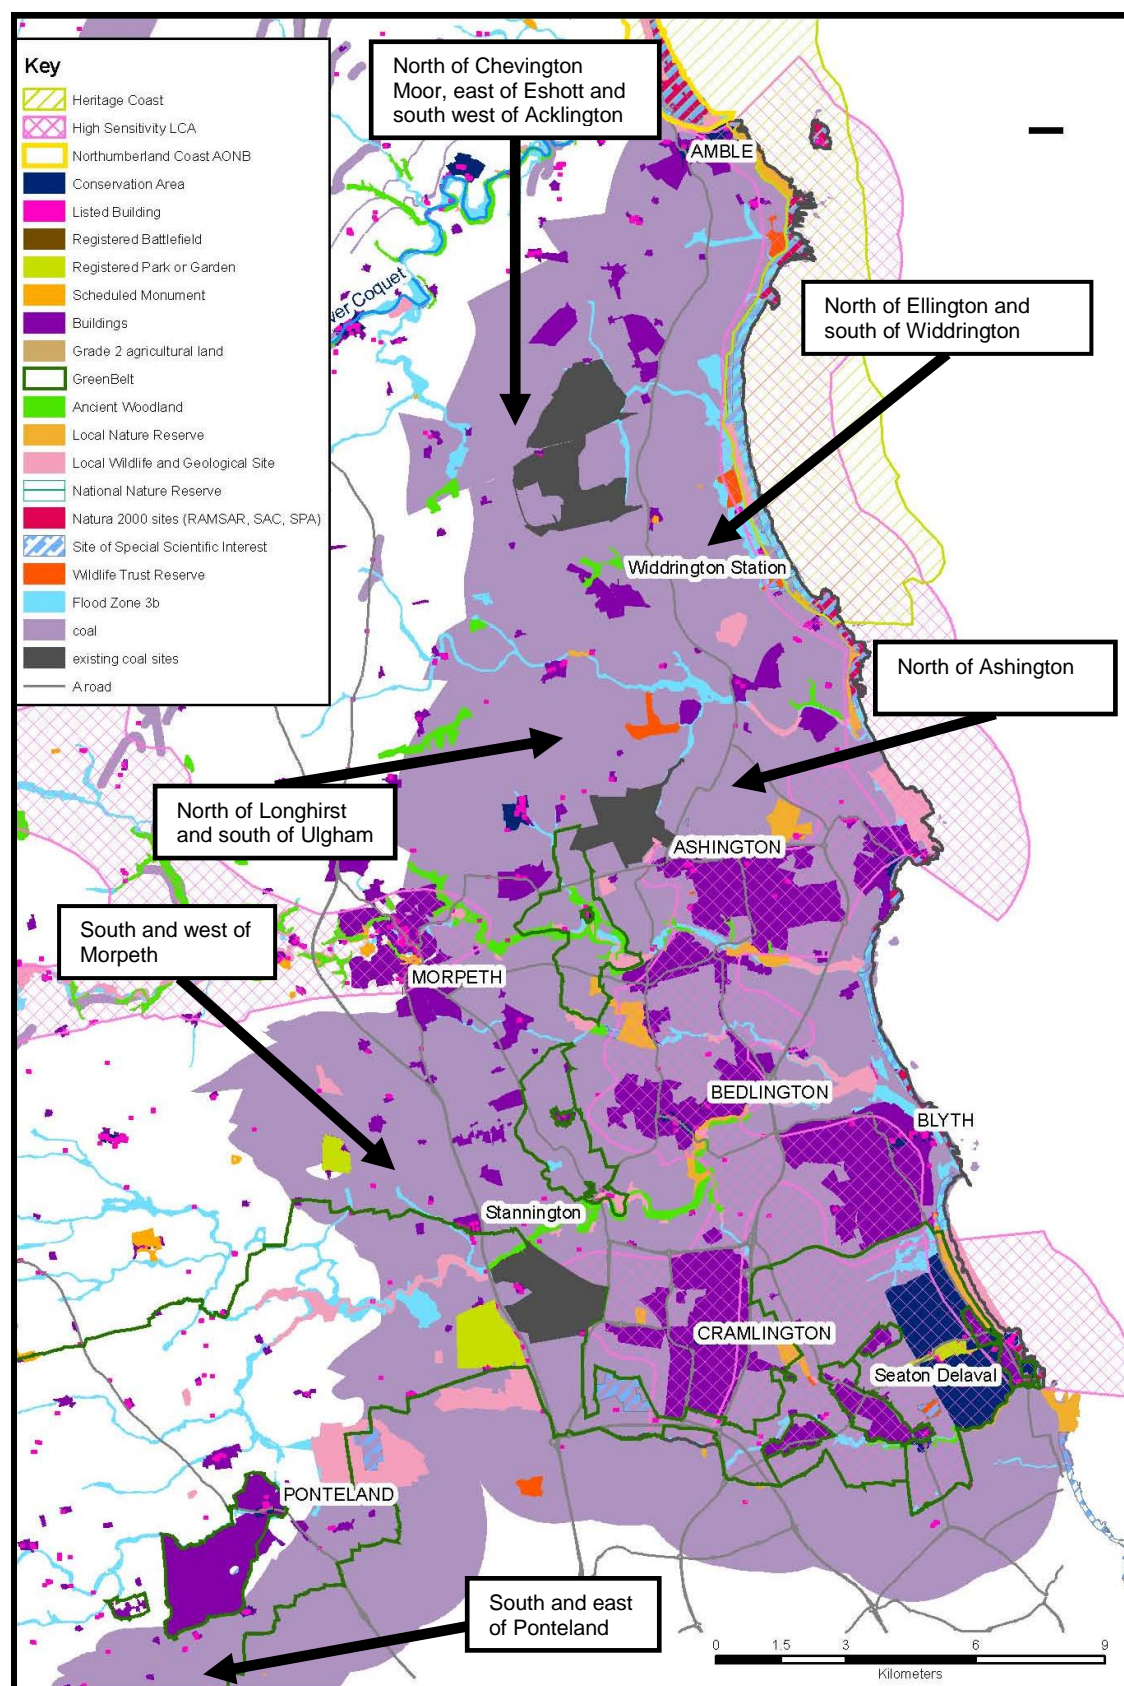 Key
Heritage Coast
High Sensitivity LCA
Northumberland Coast AONB
Conservation Area
Listed Building
Registered Battlefield
Registered Park or Garden
Scheduled Monument
Buildings
Grade 2 agricultural land
GreenBelt
Ancient Woodland
Local Nature Reserve
Local Wildlife and Geological Site
National Nature Reserve
Natura 2000 sites (RAMSAR, SAC, SPA)
Site of Special Scientific Interest
Wildlife Trust Reserve
Flood Zone 3b
coal
existing coal sites
A road
North of Chevington
Moor, east of Eshott and
south west of Acklington
AMBLE
ver Coquet
North of Ellington and
south of Widdrington
Widdrington Station
North of Ashington
North of Longhirst
and south of Ulgham
ASHINGTON
South and west of
Morpeth
MORPETH
BEDLINGTON
BLYTH
Stannington
CRAMLINGTON
Seaton Delaval
PONTELAND
South and east
of Ponteland
0 1.5 3 6 9
Kilometers